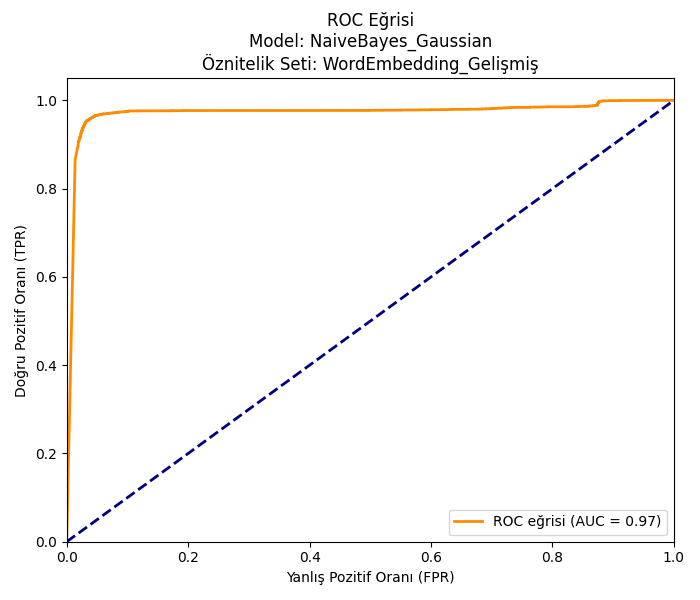 ROC Eğrisi
Model: NaiveBayes_Gaussian
Öznitelik Seti: WordEmbedding_Gelişmiş
1.0
0.8
0.6
0.4
0.2
0.0
Doğru Pozitif Oranı (TPR)
ROC eğrisi (AUC = 0.97)
0.0 0.2 0.4 0.6 0.8 1.0
Yanlış Pozitif Oranı (FPR)